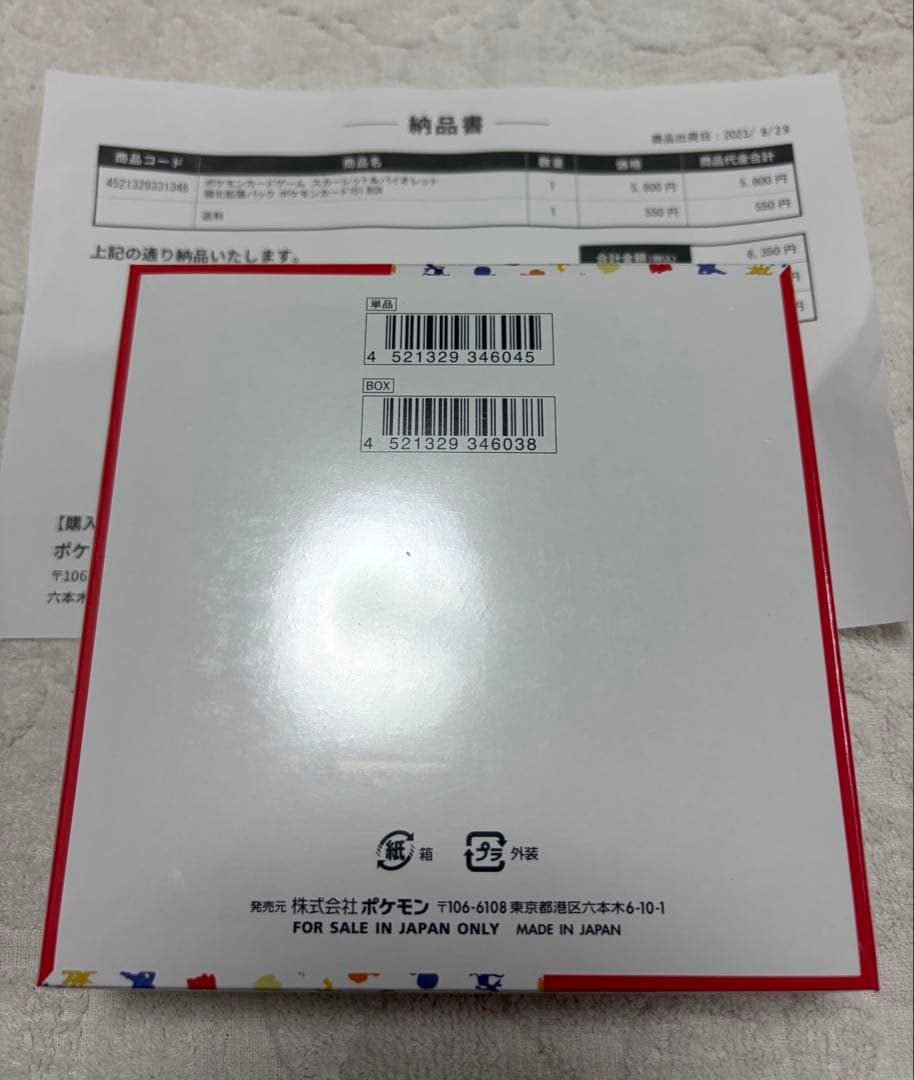 納品書
商品出荷日：2023/ 9/29
商品コード 商品名 数量 価格 商品代金合計
4521329331346 ポケモンカードゲーム スカーレット&バイオレット 1 5,800 円 5,800 円
強化拡張パック ポケモンカード151 BOX
送料 1 550 円 550 円
上記の通り納品いたします。
合計金額(税込) 6,350 円
円
円
単品
4 521329 346045
BOX
4 521329 346038
【購入
ポケ
〒106
六本木
紙 箱 プラ 外装
発売元 株式会社ポケモン 〒106-6108 東京都港区六本木6-10-1
FOR SALE IN JAPAN ONLY MADE IN JAPAN